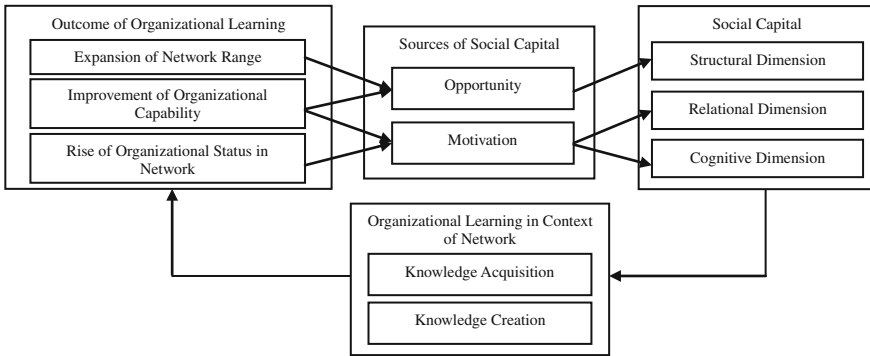 Outcome of Organizational Learning
Expansion of Network Range
Improvement of Organizational
Capability
Rise of Organizational Status in
Network
Sources of Social Capital
Opportunity
Motivation
Social Capital
Structural Dimension
Relational Dimension
Cognitive Dimension
Organizational Learning in Context
of Network
Knowledge Acquisition
Knowledge Creation